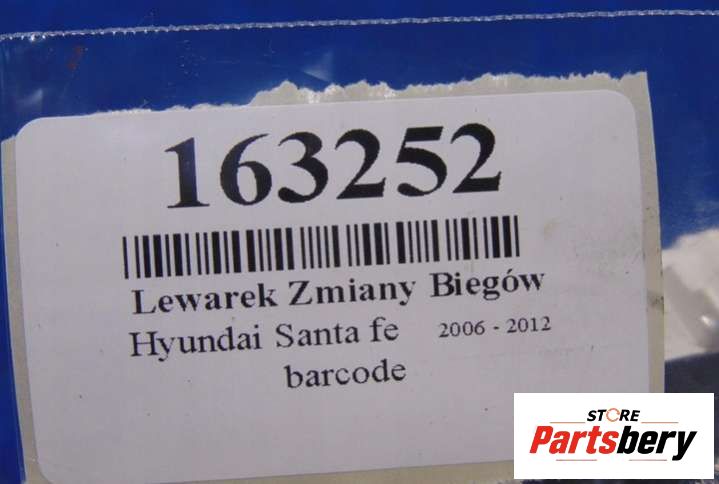 163252
Lewarek Zmiany Biegów
Hyundai Santa fe 2006 - 2012
barcode
STORE
Partsbery